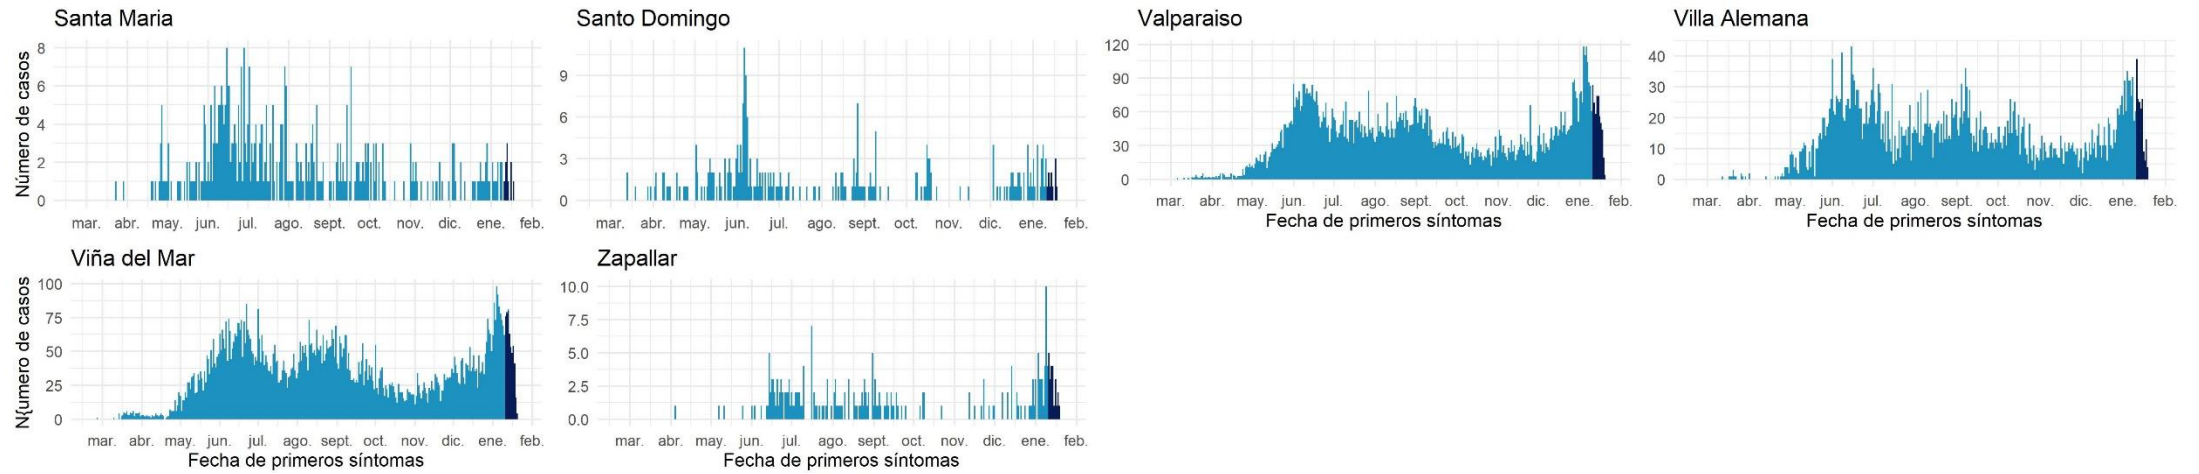 Santa Maria
Número de casos
8
6
4
2
0
mar. abr. may. jun. jul. ago. sept. oct. nov. dic. ene. feb.
Santo Domingo
9
6
3
0
mar. abr. may. jun. jul. ago. sept. oct. nov. dic. ene. feb.
Valparaiso
120
90
60
30
0
mar. abr. may. jun. jul. ago. sept. oct. nov. dic. ene. feb.
Fecha de primeros síntomas
Villa Alemana
40
30
20
10
0
mar. abr. may. jun. jul. ago. sept. oct. nov. dic. ene. feb.
Fecha de primeros síntomas
Viña del Mar
N{umero de casos
100
75
50
25
0
mar. abr. may. jun. jul. ago. sept. oct. nov. dic. ene. feb.
Fecha de primeros síntomas
Zapallar
10.0
7.5
5.0
2.5
0.0
mar. abr. may. jun. jul. ago. sept. oct. nov. dic. ene. feb.
Fecha de primeros síntomas